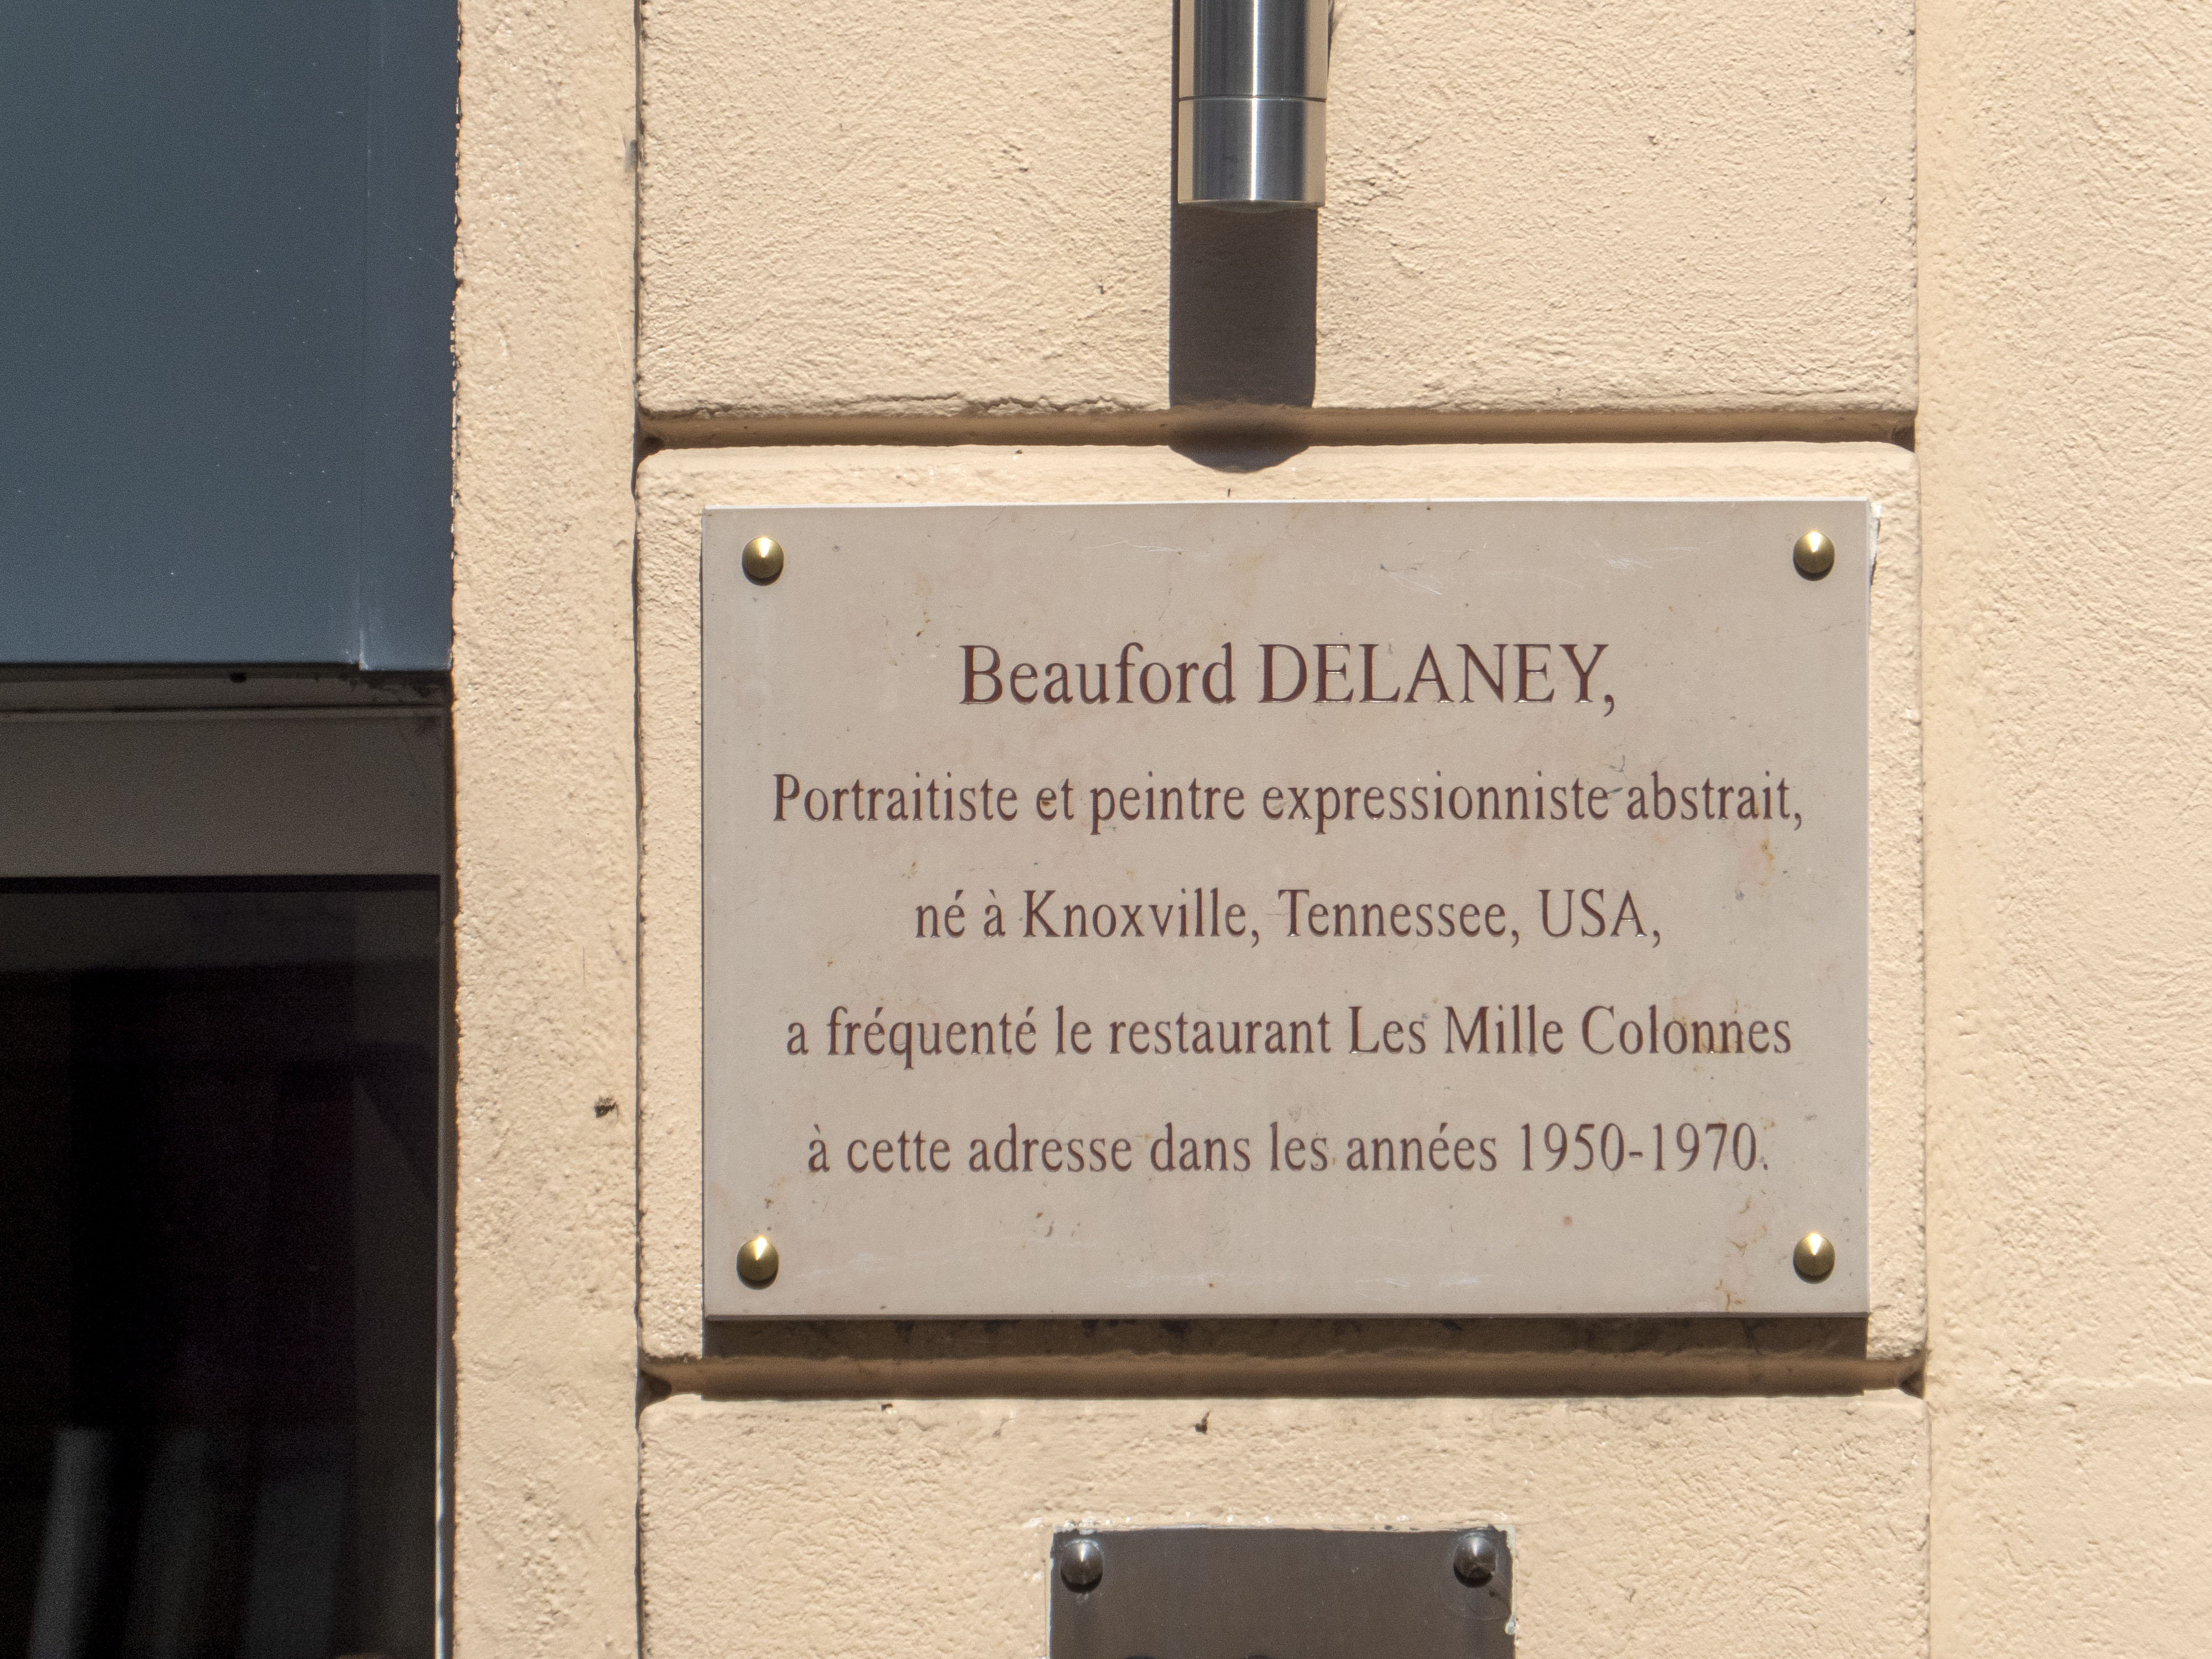 Beauford DELANEY,
Portraitiste et peintre expressionniste abstrait,
né à Knoxville, Tennessee, USA,
a fréquenté le restaurant Les Mille Colonnes
à cette adresse dans les années 1950-1970.